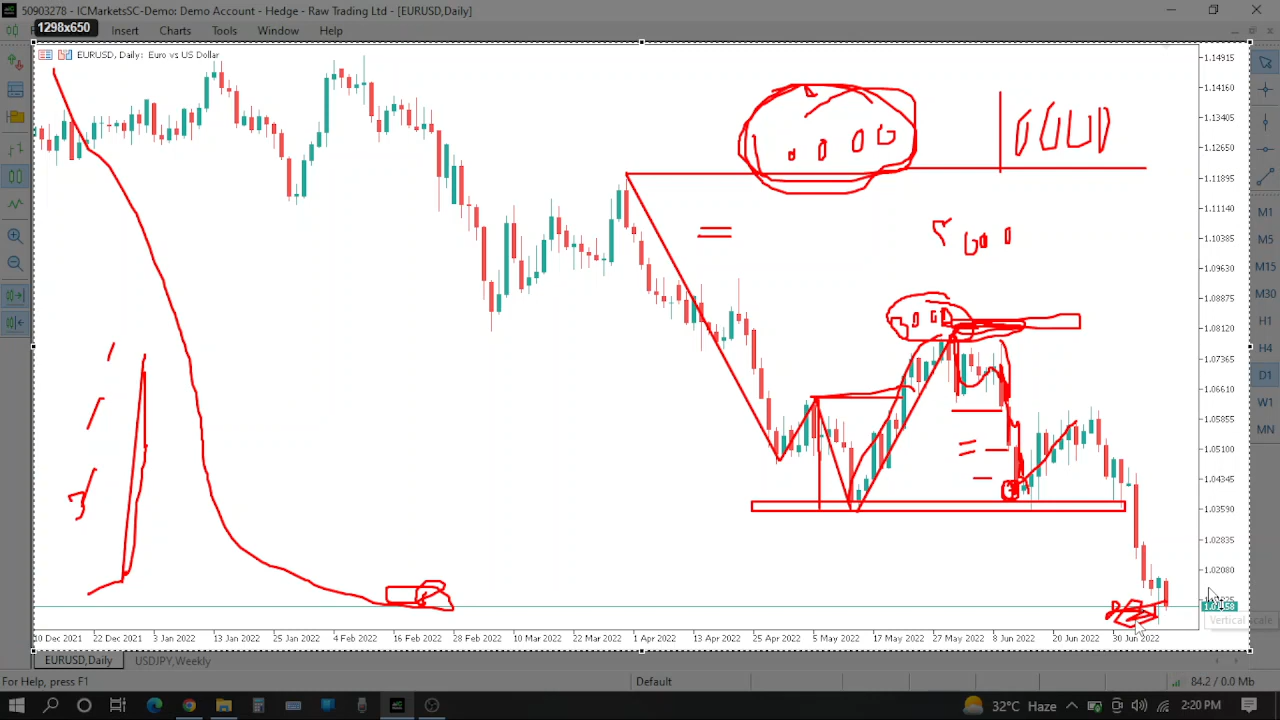 50903278 - ICMarketsSC-Demo: Demo Account - Hedge - Raw Trading Ltd - [EURUSD,Daily]
1298x650
Insert Charts Tools Window Help
EURUSD, Daily: Euro vs US Dollar
1.14915
1.14160
1.13405
1.12650
1.11895
1.11140
1.10385
1.09630
1.08875
1.08120
1.07365
1.06610
1.05855
1.05100
1.04345
1.03590
1.02835
1.02080
M1
M5
M15
M30
H1
H4
D1
W1
MN
Vertical scale
10 Dec 2021 22 Dec 2021 3 Jan 2022 13 Jan 2022 25 Jan 2022 4 Feb 2022 16 Feb 2022 28 Feb 2022 10 Mar 2022 22 Mar 2022 1 Apr 2022 13 Apr 2022 25 Apr 2022 5 May 2022 17 May 2022 27 May 2022 8 Jun 2022 20 Jun 2022 30 Jun 2022
EURUSD,Daily USDJPY,Weekly
For Help, press F1 Default 84.2 / 0.0 Mb
32°C Haze 2:20 PM